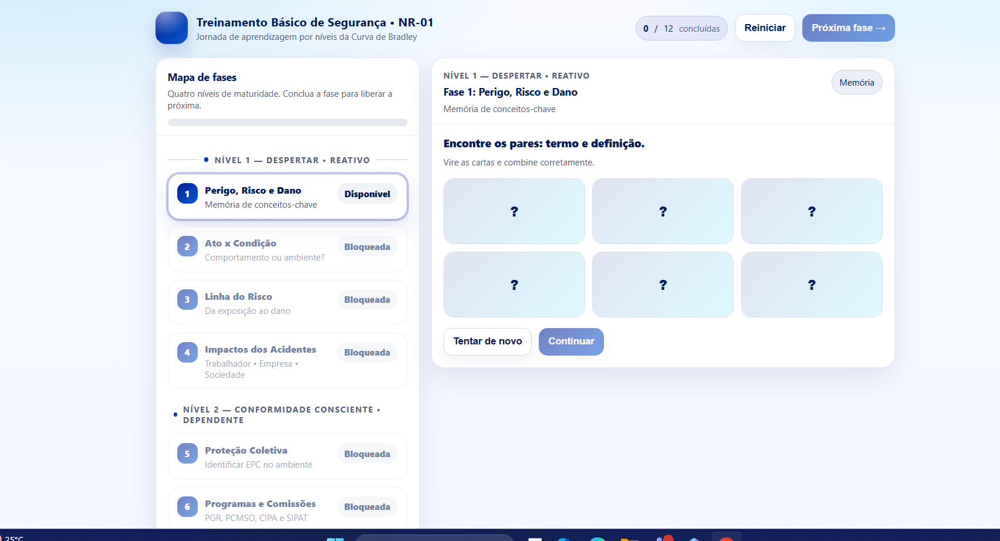 Treinamento Básico de Segurança • NR-01
Jornada de aprendizagem por níveis da Curva de Bradley
0 / 12 concluídas
Reiniciar
Próxima fase →
Mapa de fases
Quatro níveis de maturidade. Conclua a fase para liberar a
próxima.
NÍVEL 1 — DESPERTAR • REATIVO
1
Perigo, Risco e Dano
Memória de conceitos-chave
Disponível
2
Ato x Condição
Comportamento ou ambiente?
Bloqueada
3
Linha do Risco
Da exposição ao dano
Bloqueada
4
Impactos dos Acidentes
Trabalhador • Empresa •
Sociedade
Bloqueada
NÍVEL 2 — CONFORMIDADE CONSCIENTE •
DEPENDENTE
5
Proteção Coletiva
Identificar EPC no ambiente
Bloqueada
6
Programas e Comissões
PGR, PCMSO, CIPA e SIPAT
Bloqueada
NÍVEL 1 — DESPERTAR • REATIVO
Fase 1: Perigo, Risco e Dano
Memória de conceitos-chave
Memória
Encontre os pares: termo e definição.
Vire as cartas e combine corretamente.
? ? ?
? ? ?
Tentar de novo
Continuar
25°C